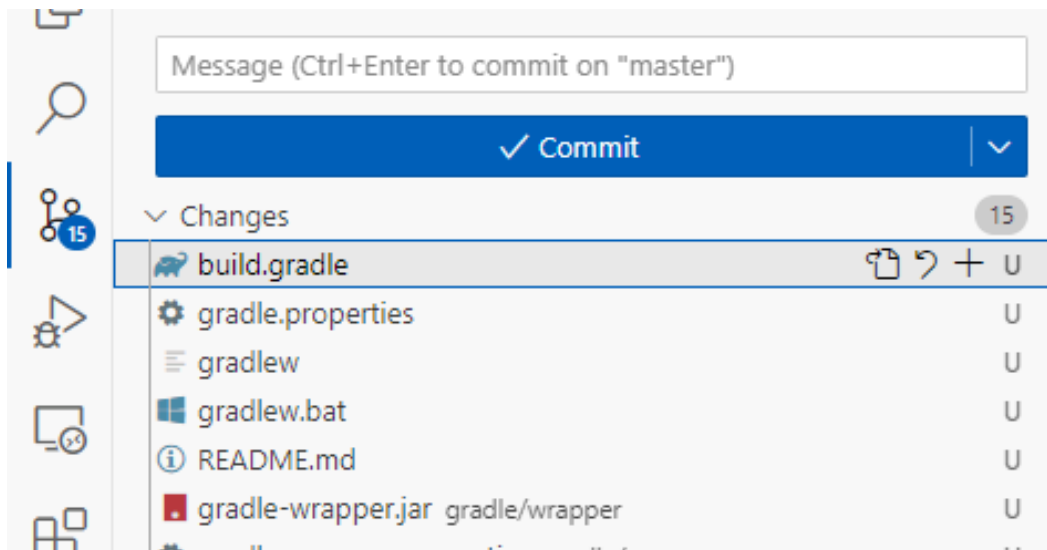 Message (Ctrl+Enter to commit on "master")
Commit
15
Changes 15
build.gradle U
gradle.properties U
gradlew U
gradlew.bat U
README.md U
gradle-wrapper.jar gradle/wrapper U